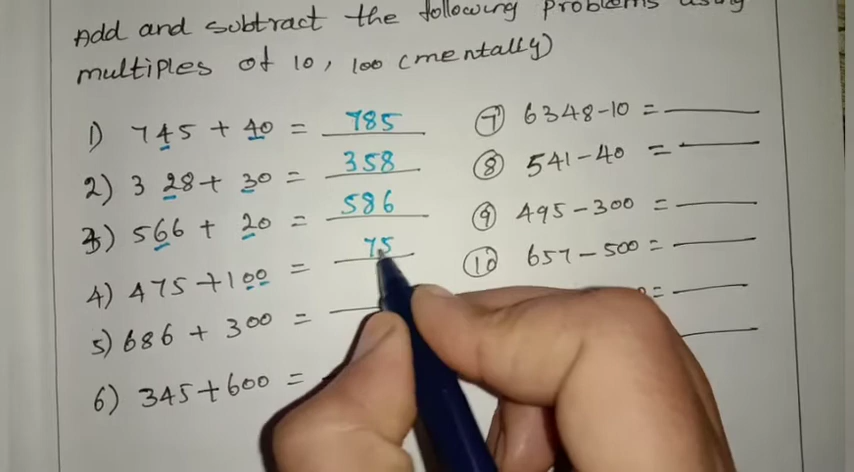 Add and subtract the following problems using
multiples of 10, 100 (mentally)
1) 745 + 40 = 785
2) 328 + 30 = 358
3) 566 + 20 = 586
4) 475 + 100 = 75
5) 686 + 300 =
6) 345 + 600 =
7 6348 - 10 =
8 541 - 40 =
9 495 - 300 =
10 657 - 500 =
=